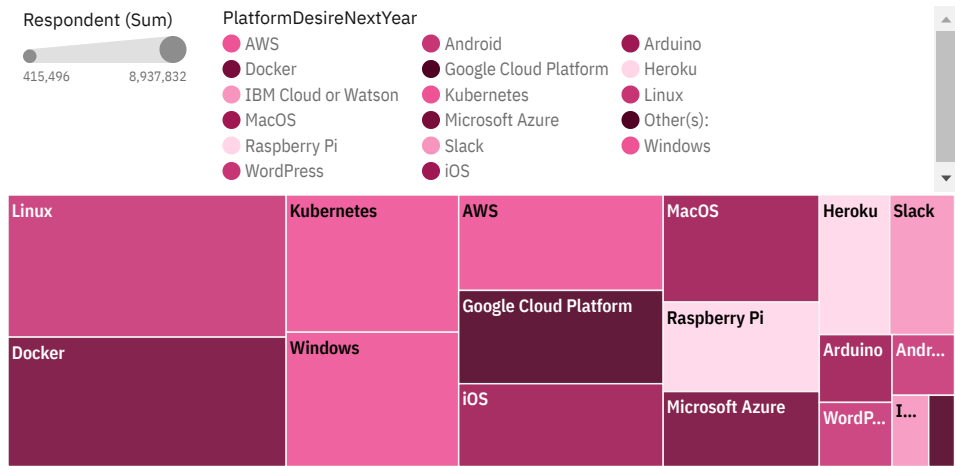 Respondent (Sum)
415,496 8,937,832
PlatformDesireNextYear
AWS Android Arduino
Docker Google Cloud Platform Heroku
IBM Cloud or Watson Kubernetes Linux
MacOS Microsoft Azure Other(s):
Raspberry Pi Slack Windows
WordPress iOS
Linux
Docker
Kubernetes
Windows
AWS
Google Cloud Platform
iOS
MacOS
Raspberry Pi
Microsoft Azure
Heroku
Slack
Arduino
Andr...
WordP...
I...